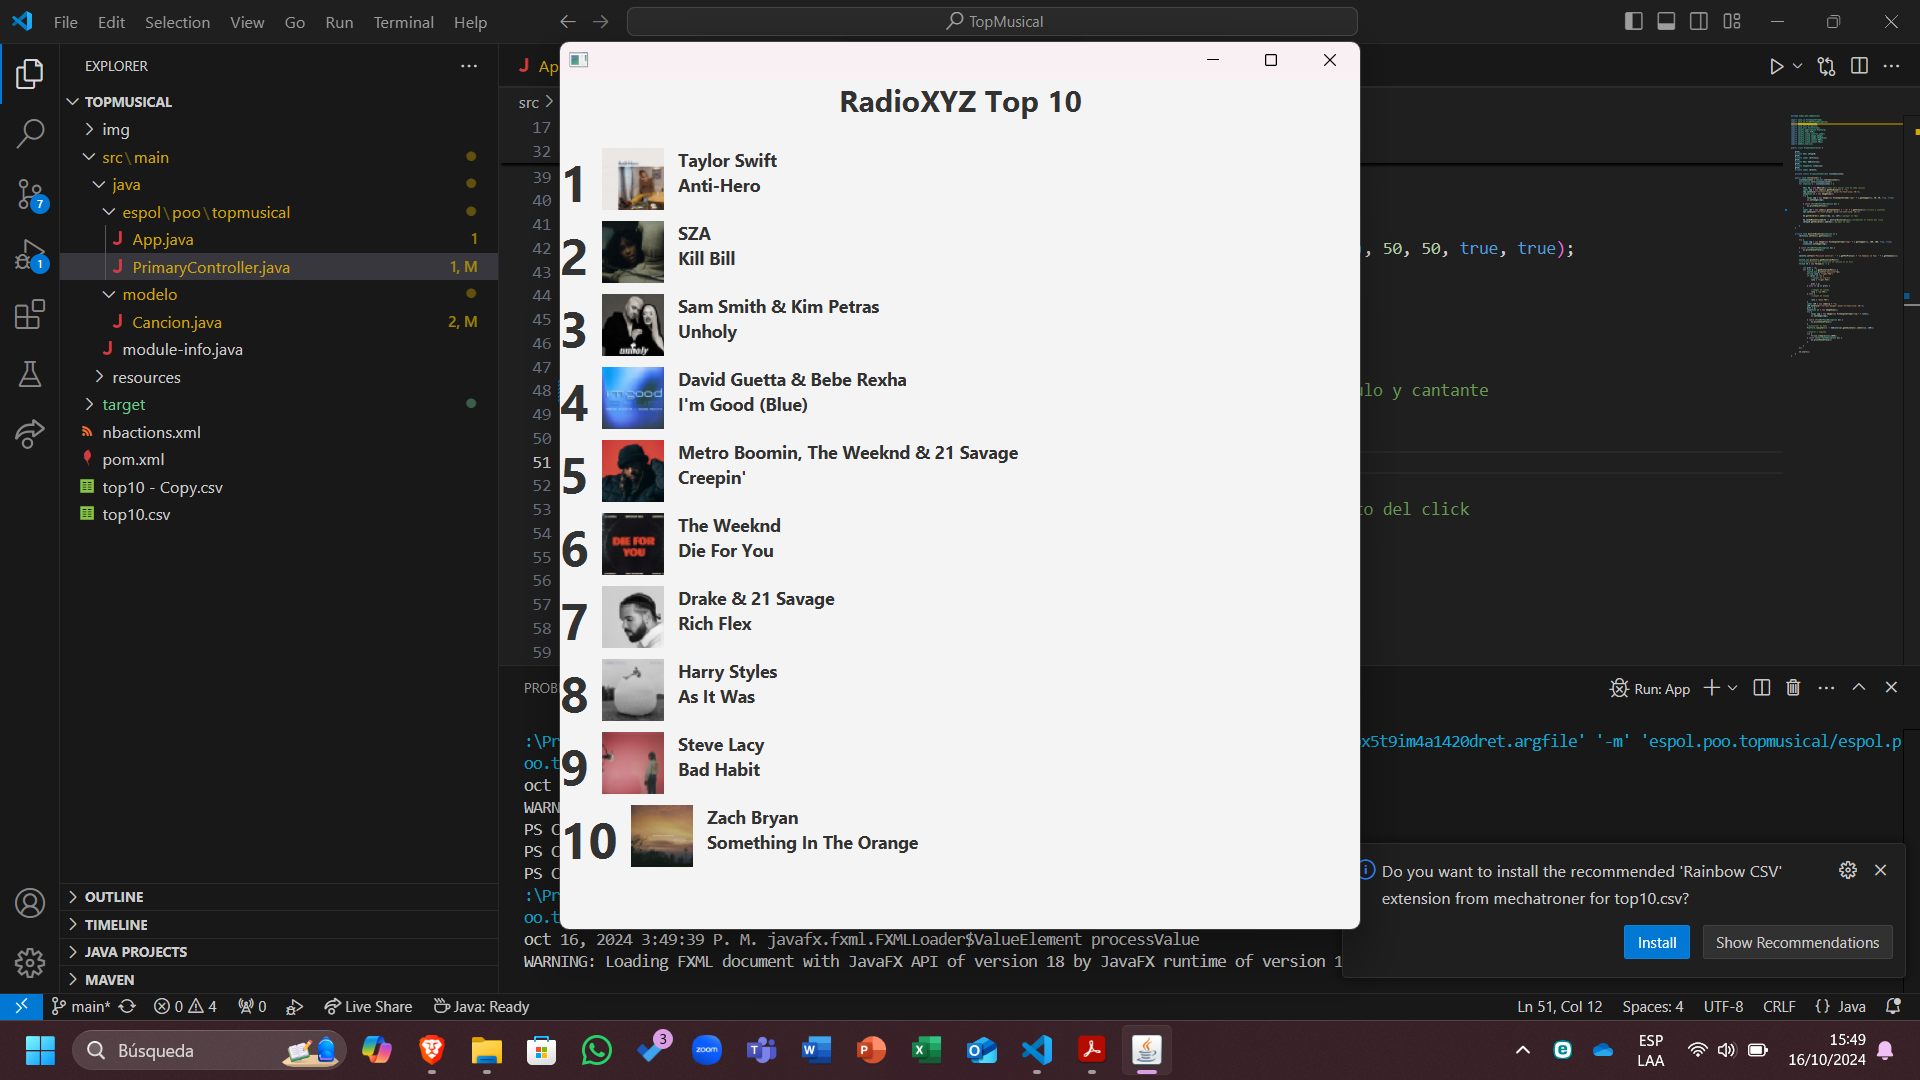 File Edit Selection View Go Run Terminal Help
TopMusical
EXPLORER
TOPMUSICAL
img
src\main
java
espol\poo\topmusical
App.java 1
PrimaryController.java 1, M
modelo
Cancion.java 2, M
module-info.java
resources
target
nbactions.xml
pom.xml
top10 - Copy.csv
top10.csv
OUTLINE
TIMELINE
JAVA PROJECTS
MAVEN
7
1
src
17
32
39
40
41
42
43
44
45
46
47
48
49
50
51
52
53
54
55
56
57
58
59
, 50, 50, true, true);
lo y cantante
o del click
RadioXYZ Top 10
1
Taylor Swift
Anti-Hero
2
SZA
Kill Bill
3
Sam Smith & Kim Petras
Unholy
unholy
4
David Guetta & Bebe Rexha
I'm Good (Blue)
i'm good
5
Metro Boomin, The Weeknd & 21 Savage
Creepin'
6
The Weeknd
Die For You
DIE FOR
YOU
7
Drake & 21 Savage
Rich Flex
8
Harry Styles
As It Was
9
Steve Lacy
Bad Habit
10
Zach Bryan
Something In The Orange
PROB
Run: App
:\Pr
x5t9im4a1420dret.argfile' '-m' 'espol.poo.topmusical/espol.p
oo.t
oct
WARN
PS C
PS C
PS C
:\Pr
oo.t
oct 16, 2024 3:49:39 P. M. javafx.fxml.FXMLLoader$ValueElement processValue
WARNING: Loading FXML document with JavaFX API of version 18 by JavaFX runtime of version 1
Do you want to install the recommended 'Rainbow CSV'
extension from mechatroner for top10.csv?
Install
Show Recommendations
main* 0 4 0 Live Share Java: Ready
Ln 51, Col 12 Spaces: 4 UTF-8 CRLF {} Java
Búsqueda
3
zoom
ESP
LAA
15:49
16/10/2024